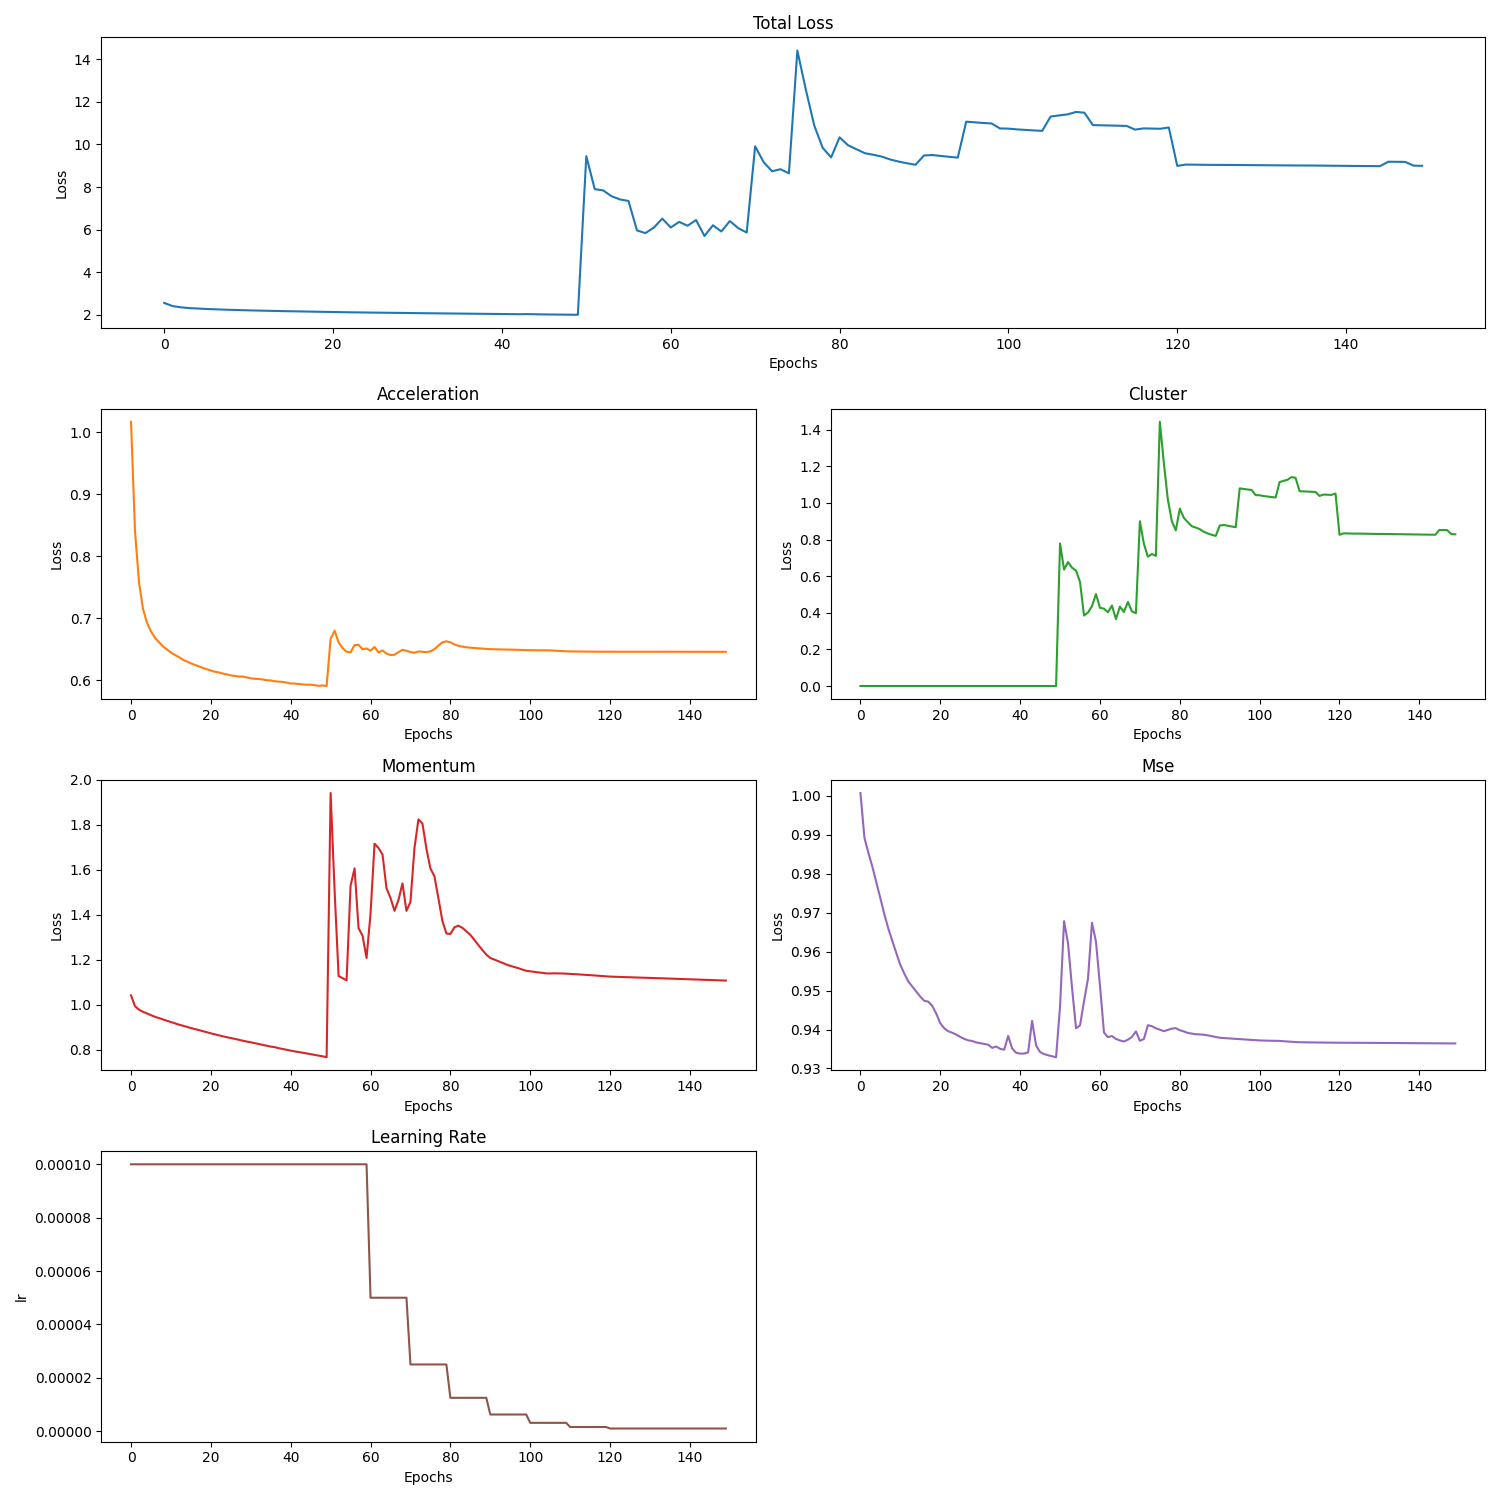 Total Loss
Loss
14
12
10
8
6
4
2
0 20 40 60 80 100 120 140
Epochs
Acceleration
Loss
1.0
0.9
0.8
0.7
0.6
0 20 40 60 80 100 120 140
Epochs
Cluster
Loss
1.4
1.2
1.0
0.8
0.6
0.4
0.2
0.0
0 20 40 60 80 100 120 140
Epochs
Momentum
Loss
2.0
1.8
1.6
1.4
1.2
1.0
0.8
0 20 40 60 80 100 120 140
Epochs
Mse
Loss
1.00
0.99
0.98
0.97
0.96
0.95
0.94
0.93
0 20 40 60 80 100 120 140
Epochs
Learning Rate
lr
0.00010
0.00008
0.00006
0.00004
0.00002
0.00000
0 20 40 60 80 100 120 140
Epochs